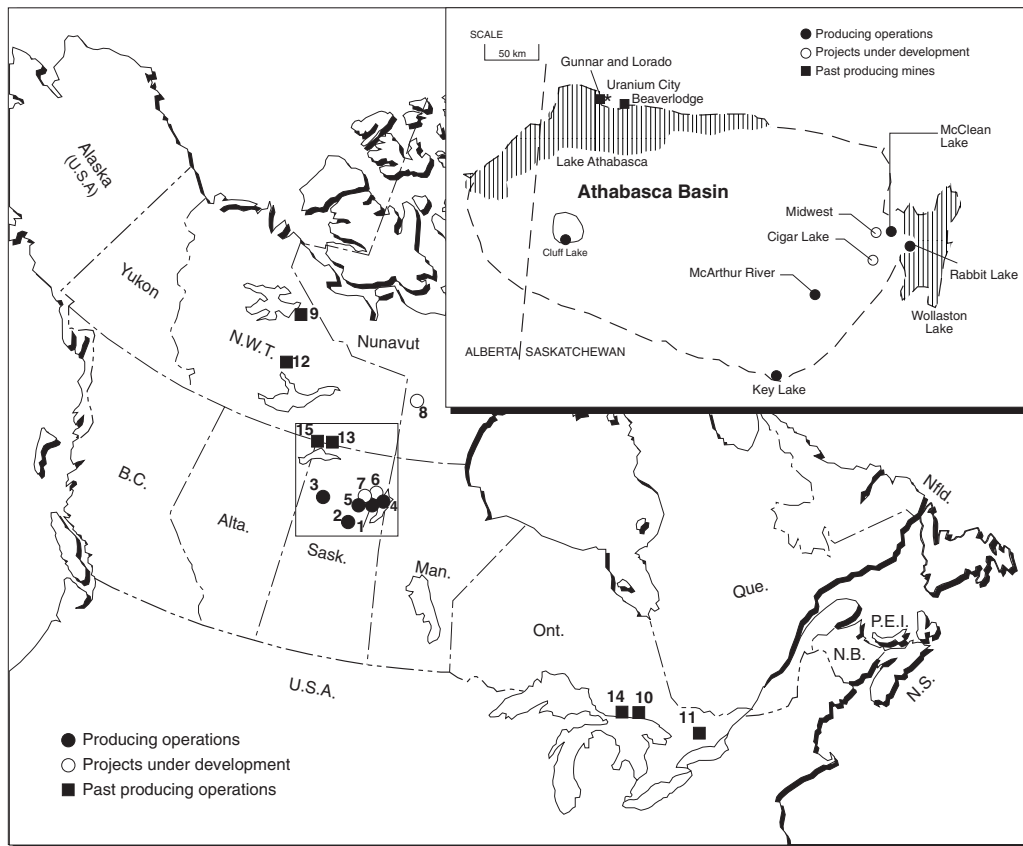 SCALE
50 km
Producing operations
Projects under development
Past producing mines
Gunnar and Lorado
Uranium City
*
Beaverlodge
McClean
Lake
Lake Athabasca
Athabasca Basin
Midwest
Cigar Lake
Cluff Lake
McArthur River
Rabbit Lake
Wollaston
Lake
ALBERTA
SASKATCHEWAN
Key Lake
Alaska
(U.S.A)
Yukon
N.W.T.
Nunavut
9
12
8
15
13
3
7
6
5
4
2
1
B.C.
Alta.
Sask.
Man.
Ont.
Que.
Nfld.
P.E.I.
N.B.
N.S.
U.S.A.
14
10
11
Producing operations
Projects under development
Past producing operations